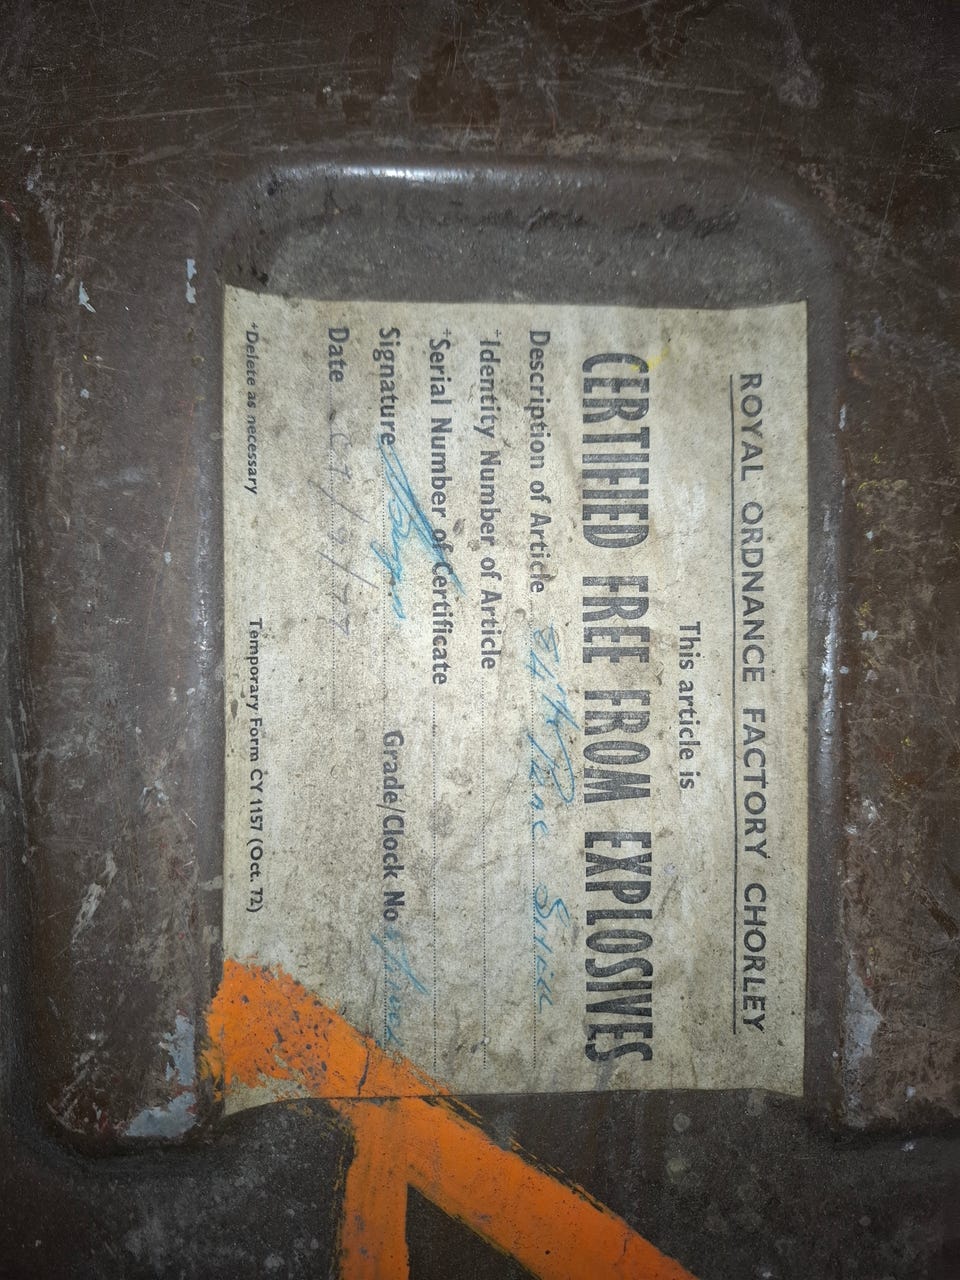 ROYAL ORDNANCE FACTORY CHORLEY
This article is
CERTIFIED FREE FROM EXPLOSIVES
Description of Article
*Identity Number of Article
*Serial Number of Certificate
Signature Grade/Clock No
Date
*Delete as necessary Temporary Form CY 1157 (Oct. 72)